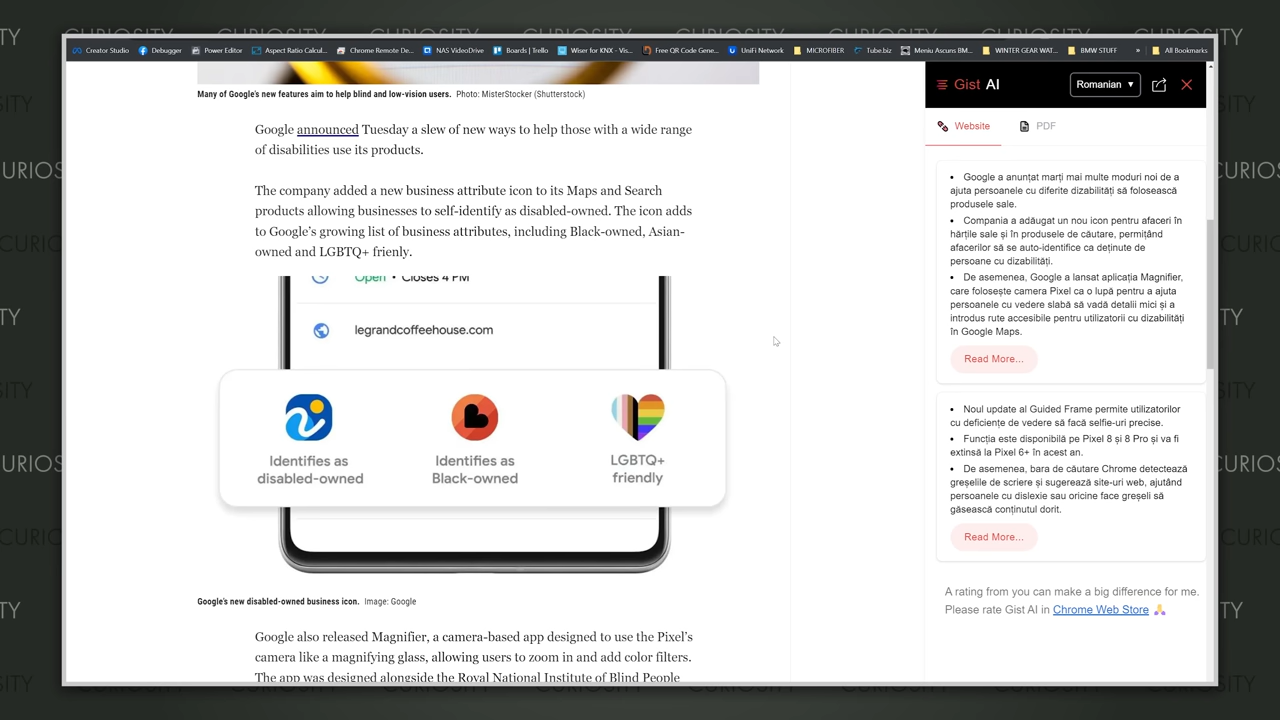 CURIOSITY CURIOSITY CURIOSITY CURIOSITY CURIOSITY CURIOSITY CURIOSITY
Creator Studio Debugger Power Editor Aspect Ratio Calcul... Chrome Remote De... NAS VideoDrive Boards | Trello Wiser for KNX - Vis... Free QR Code Gene... UniFi Network MICROFIBER Tube.biz Meniu Ascuns BM... WINTER GEAR WAT... BMW STUFF » All Bookmarks
Many of Google's new features aim to help blind and low-vision users. Photo: MisterStocker (Shutterstock)
Google announced Tuesday a slew of new ways to help those with a wide range
of disabilities use its products.
The company added a new business attribute icon to its Maps and Search
products allowing businesses to self-identify as disabled-owned. The icon adds
to Google's growing list of business attributes, including Black-owned, Asian-
owned and LGBTQ+ frienly.
Open • Closes 4 PM
legrandcoffeehouse.com
Identifies as
disabled-owned
Identifies as
Black-owned
LGBTQ+
friendly
Google's new disabled-owned business icon. Image: Google
Google also released Magnifier, a camera-based app designed to use the Pixel's
camera like a magnifying glass, allowing users to zoom in and add color filters.
The app was designed alongside the Royal National Institute of Blind People
Gist AI
Romanian ▼
Website
PDF
• Google a anunțat marți mai multe moduri noi de a
ajuta persoanele cu diferite dizabilități să folosească
produsele sale.
• Compania a adăugat un nou icon pentru afaceri în
hărțile sale și în produsele de căutare, permițând
afacerilor să se auto-identifice ca deținute de
persoane cu dizabilități.
• De asemenea, Google a lansat aplicația Magnifier,
care folosește camera Pixel ca o lupă pentru a ajuta
persoanele cu vedere slabă să vadă detalii mici și a
introdus rute accesibile pentru utilizatorii cu dizabilități
în Google Maps.
Read More...
• Noul update al Guided Frame permite utilizatorilor
cu deficiențe de vedere să facă selfie-uri precise.
• Funcția este disponibilă pe Pixel 8 și 8 Pro și va fi
extinsă la Pixel 6+ în acest an.
• De asemenea, bara de căutare Chrome detectează
greșelile de scriere și sugerează site-uri web, ajutând
persoanele cu dislexie sau oricine face greșeli să
găsească conținutul dorit.
Read More...
A rating from you can make a big difference for me.
Please rate Gist AI in Chrome Web Store